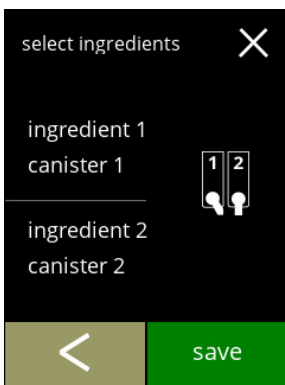 select ingredients
ingredient 1
canister 1
1 2
ingredient 2
canister 2
save